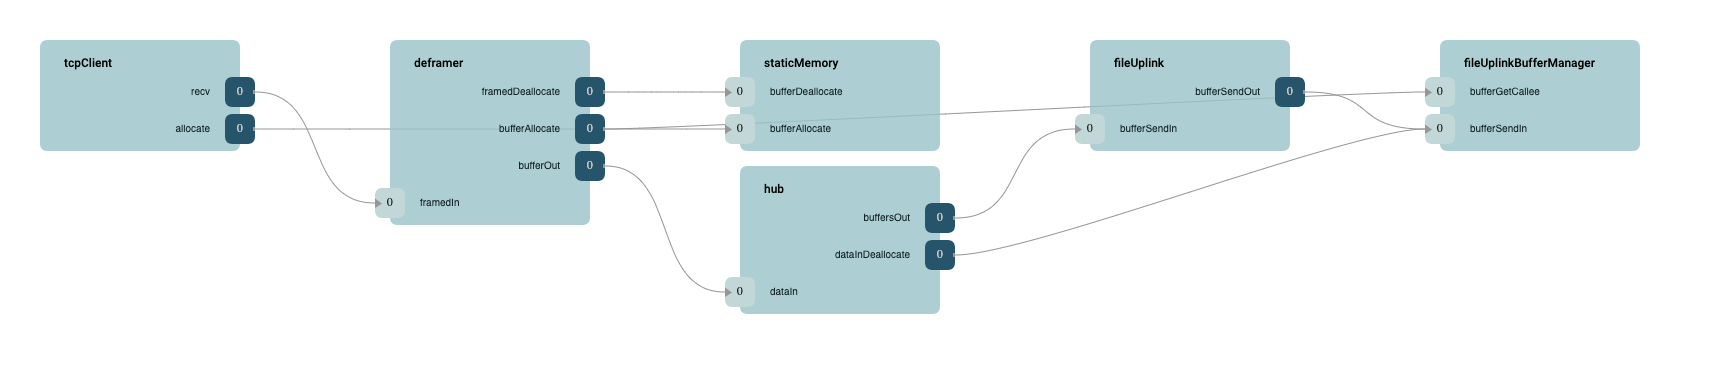 tcpClient
recv 0
allocate 0
deframer
framedDeallocate 0
bufferAllocate 0
bufferOut 0
0 framedIn
staticMemory
0 bufferDeallocate
0 bufferAllocate
hub
buffersOut 0
dataInDeallocate 0
0 dataIn
fileUplink
bufferSendOut 0
0 bufferSendIn
fileUplinkBufferManager
0 bufferGetCallee
0 bufferSendIn